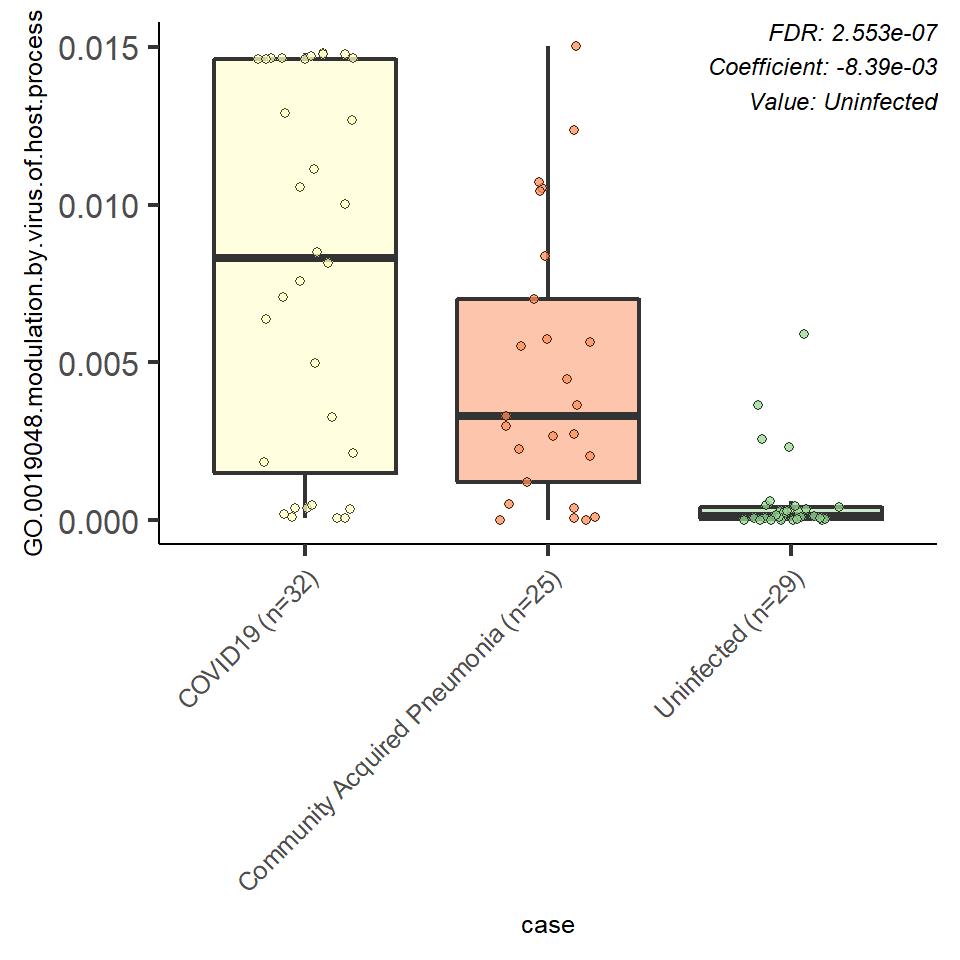 GO.0019048.modulation.by.virus.of.host.process
0.015
0.010
0.005
0.000
FDR: 2.553e-07
Coefficient: -8.39e-03
Value: Uninfected
COVID19 (n=32)
Community Acquired Pneumonia (n=25)
Uninfected (n=29)
case